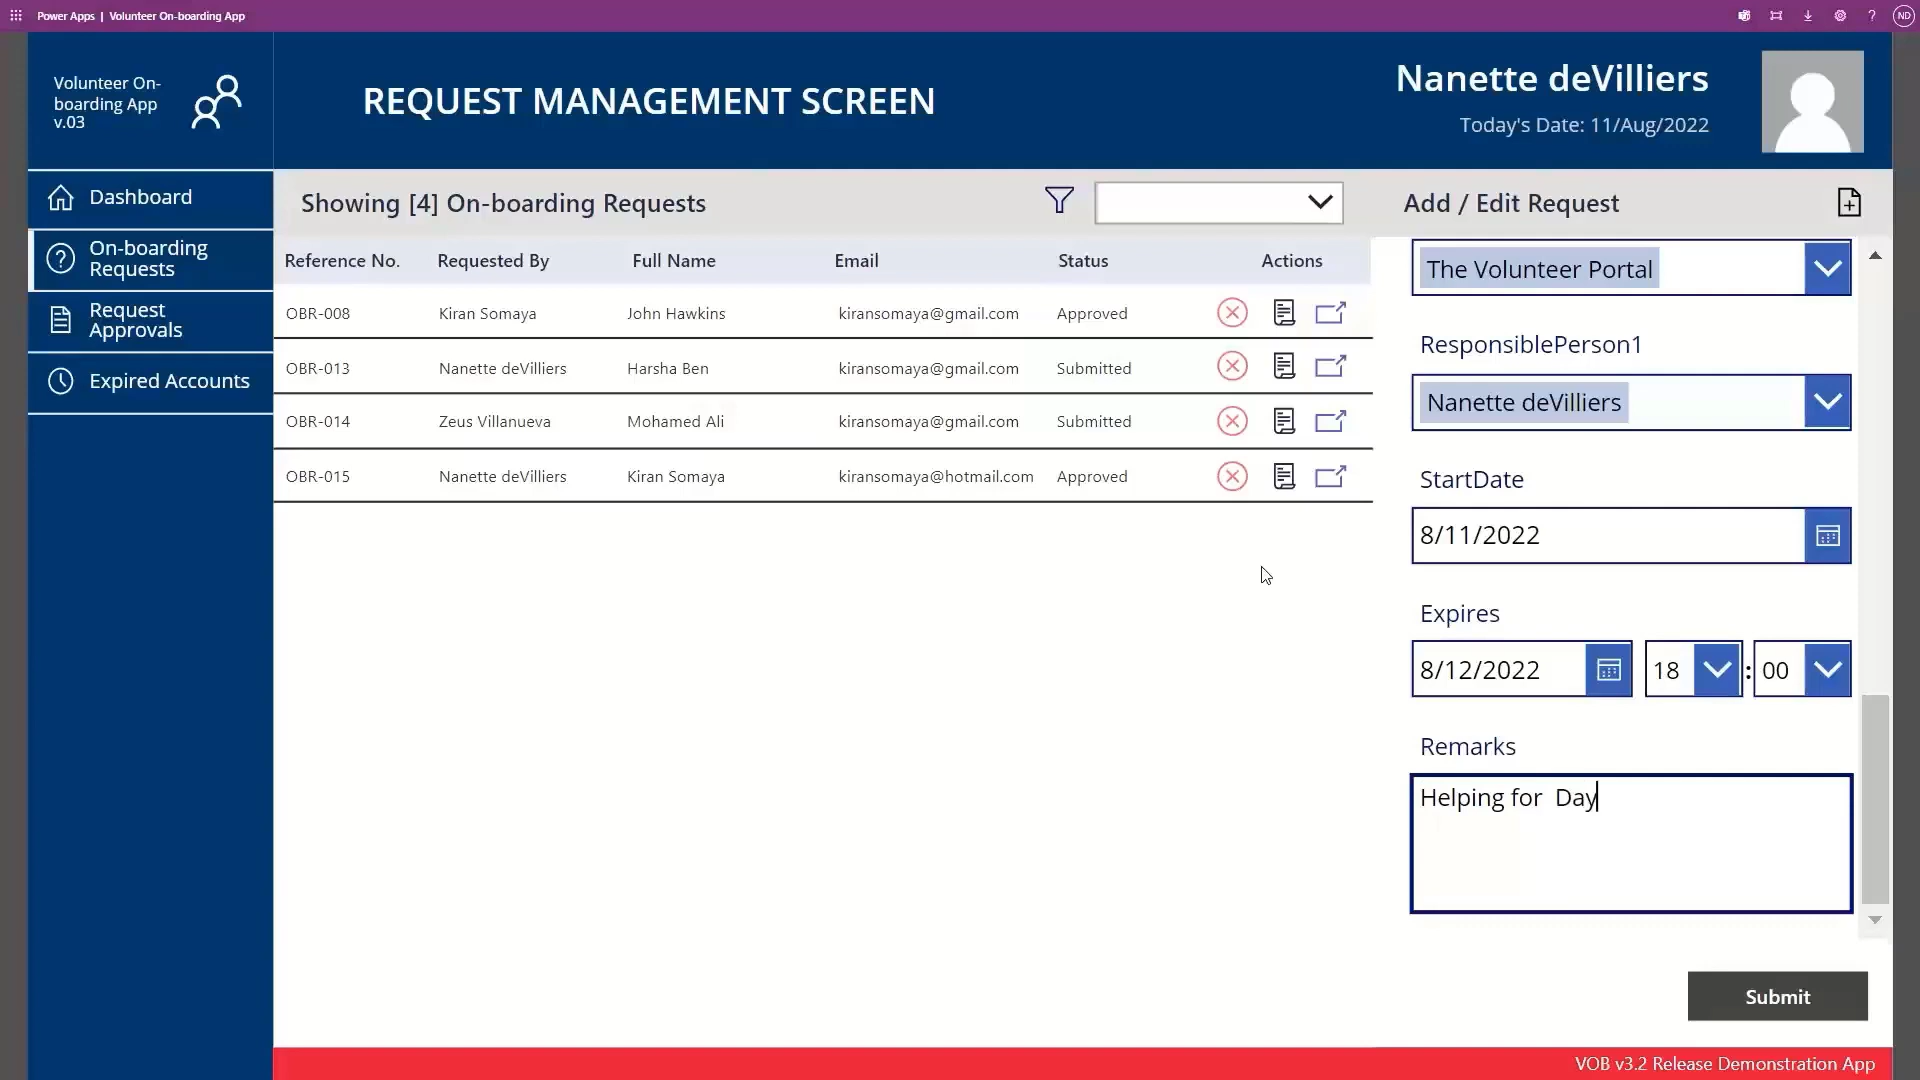 Power Apps | Volunteer On-boarding App
? ND
Volunteer On-
boarding App
v.03
REQUEST MANAGEMENT SCREEN
Nanette deVilliers
Today's Date: 11/Aug/2022
Dashboard
On-boarding
Requests
Request
Approvals
Expired Accounts
Showing [4] On-boarding Requests
Reference No. Requested By Full Name Email Status Actions
OBR-008 Kiran Somaya John Hawkins kiransomaya@gmail.com Approved
OBR-013 Nanette deVilliers Harsha Ben kiransomaya@gmail.com Submitted
OBR-014 Zeus Villanueva Mohamed Ali kiransomaya@gmail.com Submitted
OBR-015 Nanette deVilliers Kiran Somaya kiransomaya@hotmail.com Approved
Add / Edit Request
The Volunteer Portal
ResponsiblePerson1
Nanette deVilliers
StartDate
8/11/2022
Expires
8/12/2022 18 : 00
Remarks
Helping for  Day
Submit
VOB v3.2 Release Demonstration App